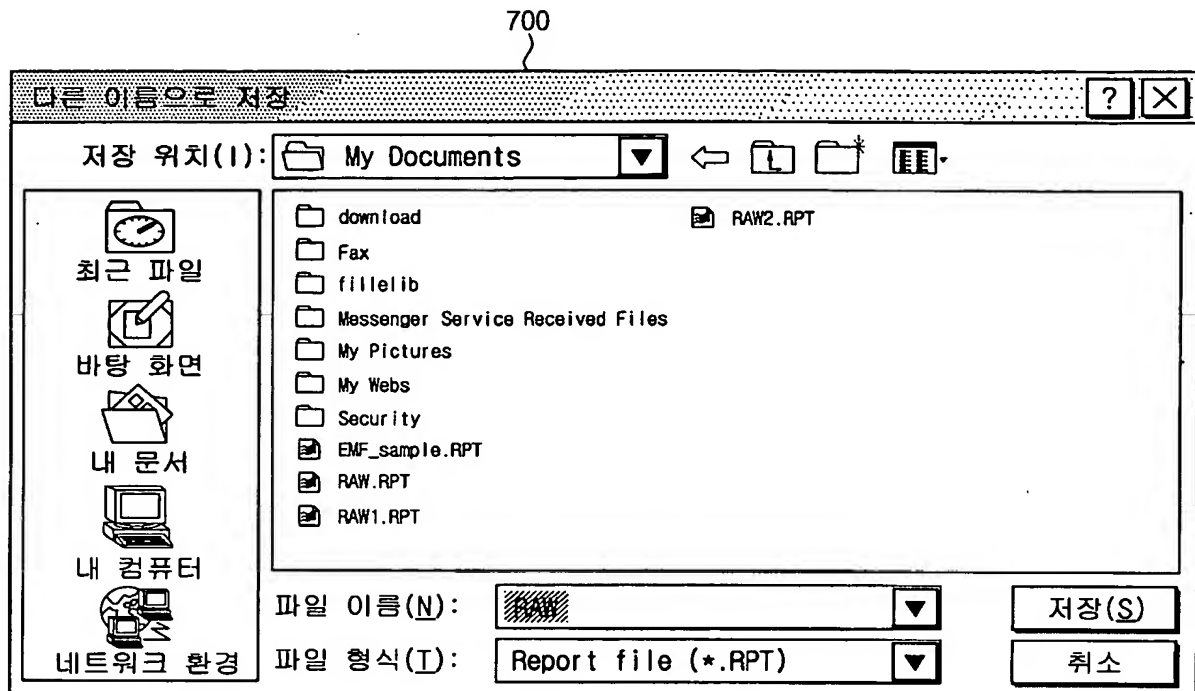 700
다른 이름으로 저장
?
저장 위치(I): My Documents
최근 파일
바탕 화면
내 문서
내 컴퓨터
네트워크 환경
download
Fax
fillelib
Messenger Service Received Files
My Pictures
My Webs
Security
EMF_sample.RPT
RAW.RPT
RAW1.RPT
RAW2.RPT
파일 이름(N): RAW
저장(S)
파일 형식(T): Report file (*.RPT)
취소